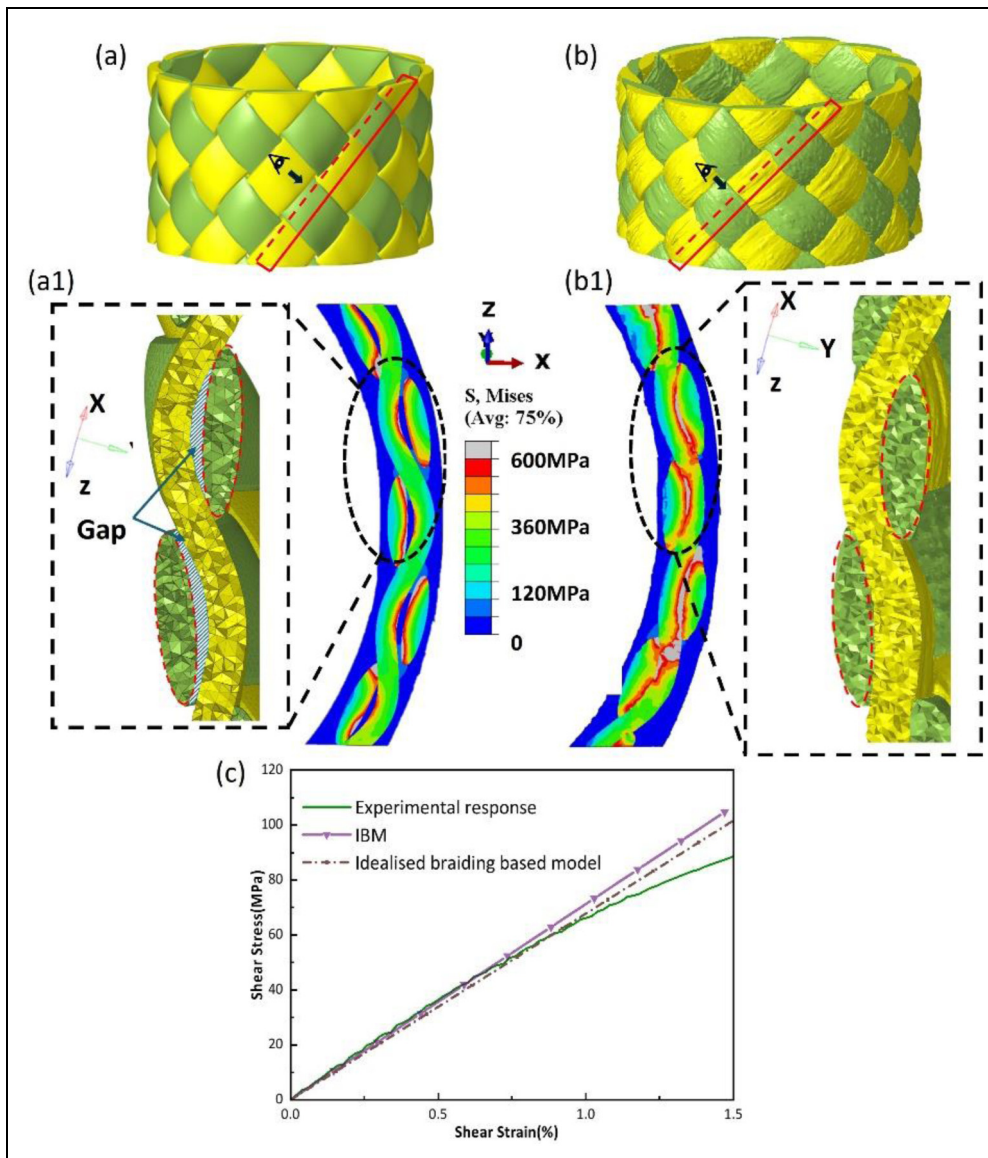 (a)
(b)
(a1)
(b1)
X
z
Gap
Z
X
S, Mises
(Avg: 75%)
600MPa
360MPa
120MPa
0
X
Y
z
(c)
120
100
80
60
40
20
0
Shear Stress(MPa)
Experimental response
IBM
Idealised braiding based model
0.0
0.5
1.0
1.5
Shear Strain(%)